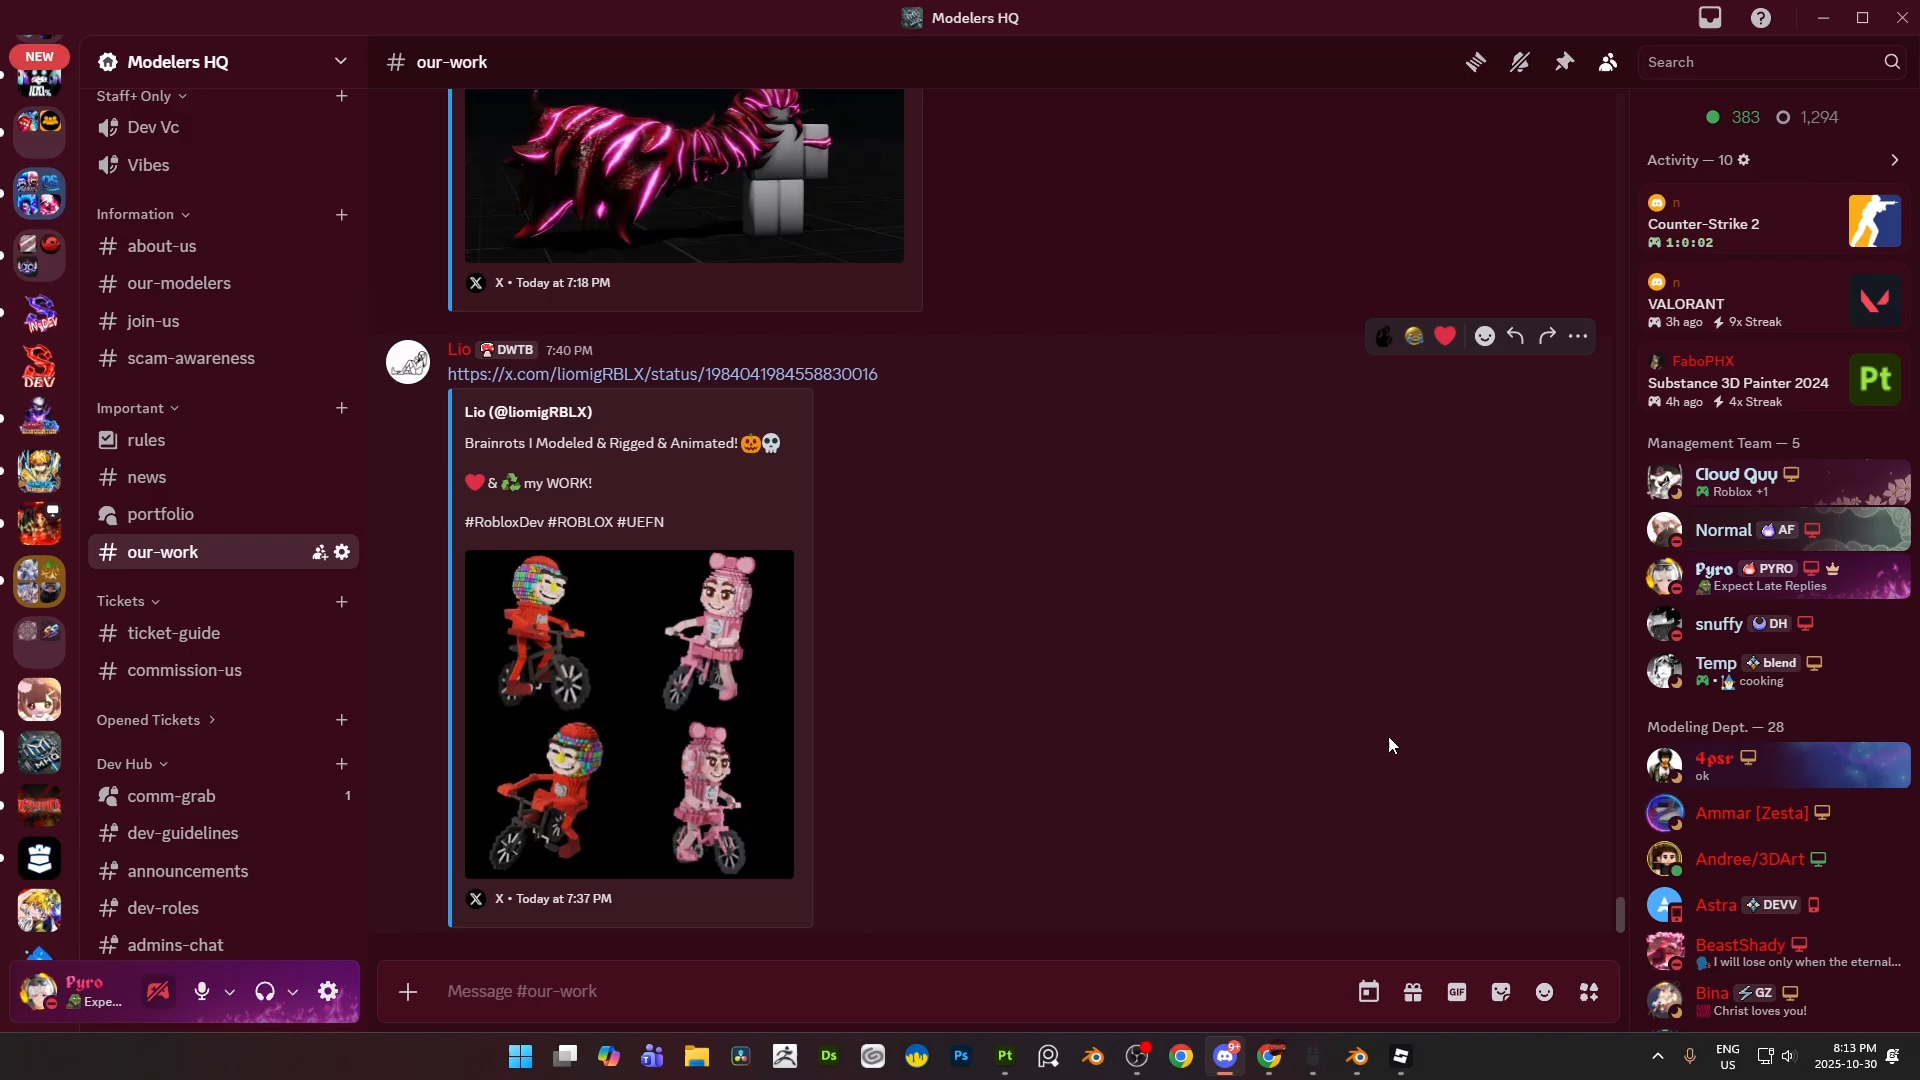 Modelers HQ
NEW
Modelers HQ
Staff+ Only
Dev Vc
Vibes
Information
about-us
our-modelers
join-us
scam-awareness
Important
rules
news
portfolio
our-work
Tickets
ticket-guide
commission-us
Opened Tickets
Dev Hub
comm-grab
1
dev-guidelines
announcements
dev-roles
admins-chat
Pyro
Expe...
our-work
Search
X • Today at 7:18 PM
Lio DWTB 7:40 PM
https://x.com/liomigRBLX/status/1984041984558830016
Lio (@liomigRBLX)
Brainrots I Modeled & Rigged & Animated! 🎃💀
❤️ & ♻️ my WORK!
#RobloxDev #ROBLOX #UEFN
X • Today at 7:37 PM
Message #our-work
GIF
383 1,294
Activity — 10
n
Counter-Strike 2
1:0:02
n
VALORANT
3h ago 9x Streak
FaboPHX
Substance 3D Painter 2024
4h ago 4x Streak
Pt
Management Team — 5
Cloud Guy
Roblox +1
Normal AF
Pyro PYRO
Expect Late Replies
snuffy DH
Temp blend
• cooking
Modeling Dept. — 28
4psr
ok
Ammar [Zesta]
Andree/3DArt
Astra DEVV
BeastShady
I will lose only when the eternal...
Bina GZ
Christ loves you!
Ds
Ps
Pt
9+
ENG
US
8:13 PM
2025-10-30